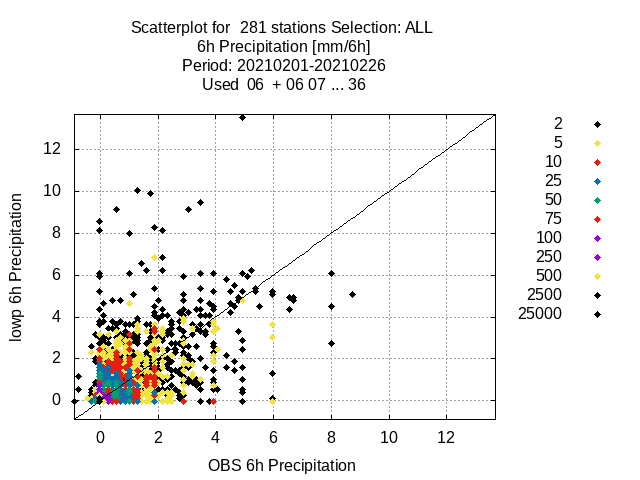 Scatterplot for  281 stations Selection: ALL
6h Precipitation [mm/6h]
Period: 20210201-20210226
Used  06  + 06 07 ... 36
12
10
8
6
4
2
0
0 2 4 6 8 10 12
Iowp 6h Precipitation
OBS 6h Precipitation
2
5
10
25
50
75
100
250
500
2500
25000